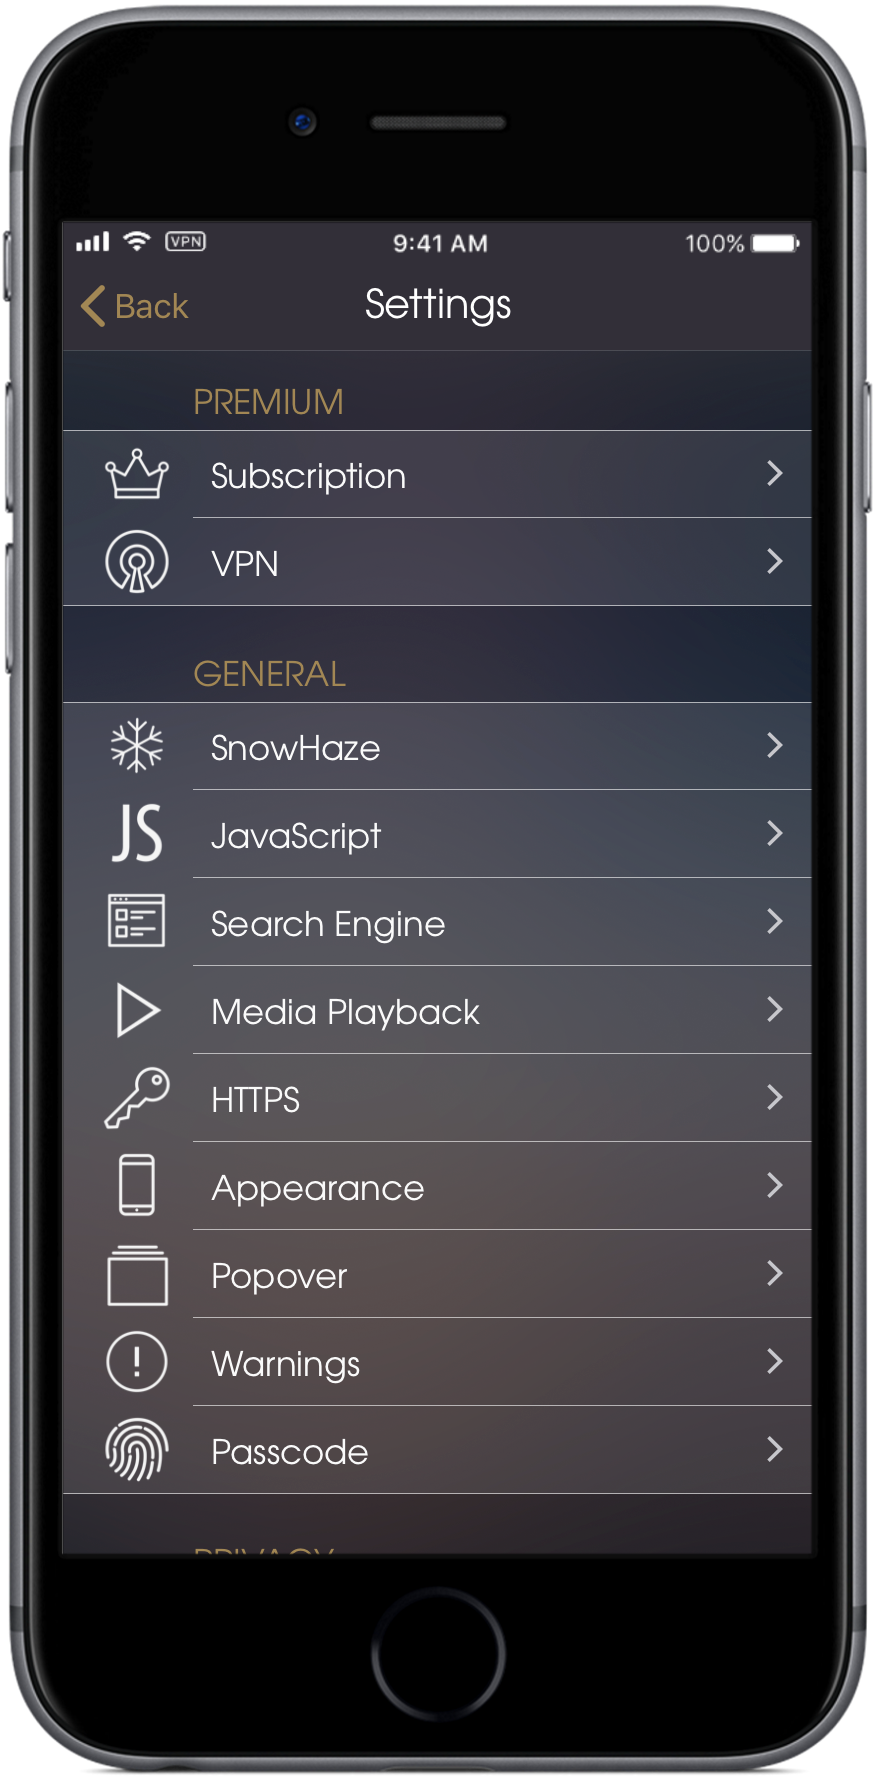 VPN 9:41 AM 100%
Back Settings
PREMIUM
Subscription
VPN
GENERAL
SnowHaze
JS JavaScript
Search Engine
Media Playback
HTTPS
Appearance
Popover
! Warnings
Passcode
PRIVACY